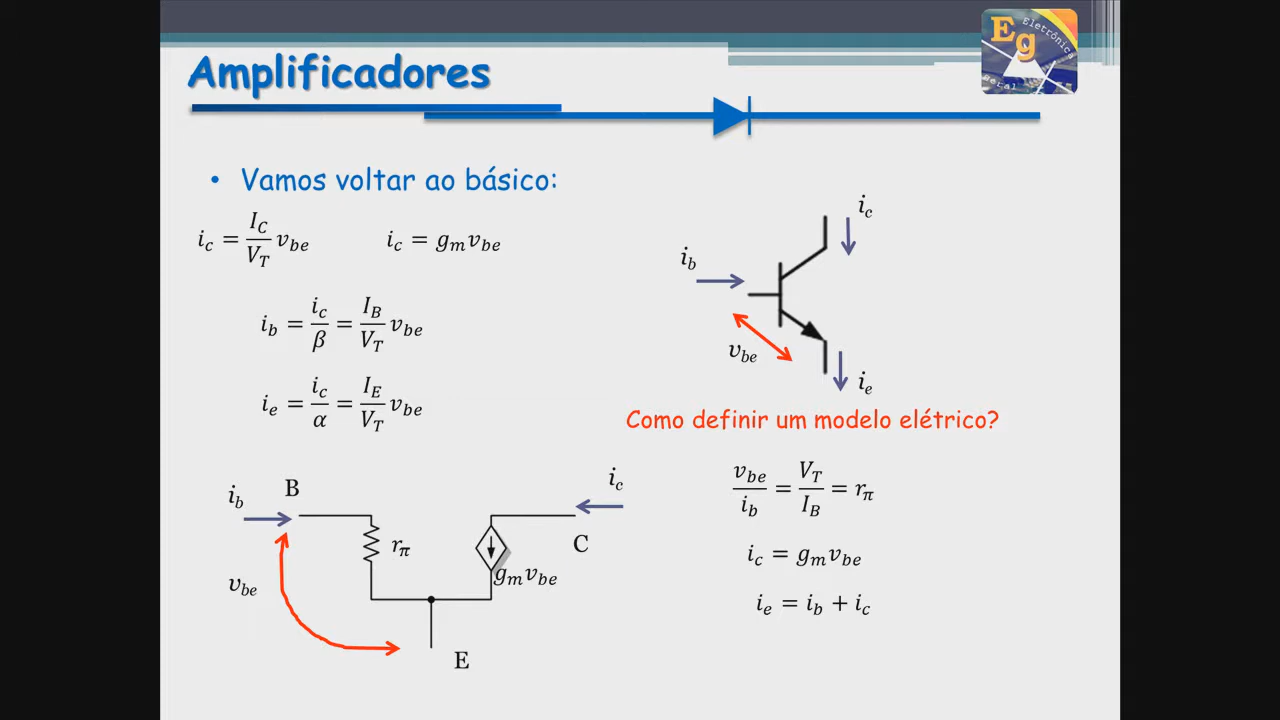 Amplificadores
Eg
Eletrônica
Geral
• Vamos voltar ao básico:
i_c = I_C / V_T v_be
i_c = g_m v_be
i_b = i_c / β = I_B / V_T v_be
i_e = i_c / α = I_E / V_T v_be
i_c
i_b
v_be
i_e
Como definir um modelo elétrico?
v_be / i_b = V_T / I_B = r_π
i_c = g_m v_be
i_e = i_b + i_c
i_b
B
r_π
v_be
g_m v_be
i_c
C
E